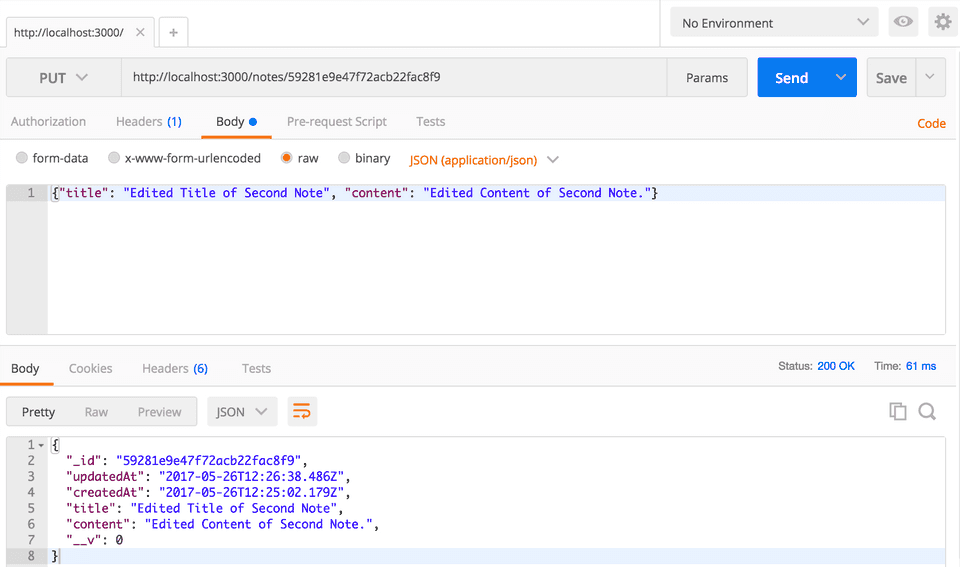 http://localhost:3000/
No Environment
PUT http://localhost:3000/notes/59281e9e47f72acb22fac8f9 Params Send Save
Authorization Headers (1) Body Pre-request Script Tests Code
form-data x-www-form-urlencoded raw binary JSON (application/json)
1 {"title": "Edited Title of Second Note", "content": "Edited Content of Second Note."}
Body Cookies Headers (6) Tests Status: 200 OK Time: 61 ms
Pretty Raw Preview JSON
1 {
2 "_id": "59281e9e47f72acb22fac8f9",
3 "updatedAt": "2017-05-26T12:26:38.486Z",
4 "createdAt": "2017-05-26T12:25:02.179Z",
5 "title": "Edited Title of Second Note",
6 "content": "Edited Content of Second Note.",
7 "__v": 0
8 }